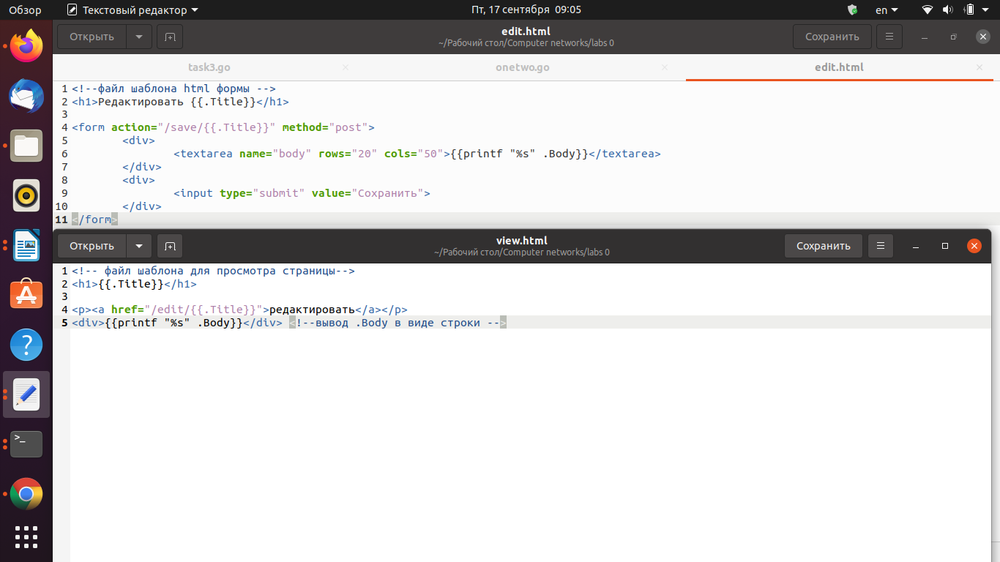 Обзор
Текстовый редактор
Пт, 17 сентября 09:05
en
Открыть
edit.html
~/Рабочий стол/Computer networks/labs 0
Сохранить
task3.go
onetwo.go
edit.html
1 <!--файл шаблона html формы -->
2 <h1>Редактировать {{.Title}}</h1>
3
4 <form action="/save/{{.Title}}" method="post">
5 <div>
6 <textarea name="body" rows="20" cols="50">{{printf "%s" .Body}}</textarea>
7 </div>
8 <div>
9 <input type="submit" value="Сохранить">
10 </div>
11 </form>
Открыть
view.html
~/Рабочий стол/Computer networks/labs 0
Сохранить
1 <!-- файл шаблона для просмотра страницы-->
2 <h1>{{.Title}}</h1>
3
4 <p><a href="/edit/{{.Title}}">редактировать</a></p>
5 <div>{{printf "%s" .Body}}</div> <!--вывод .Body в виде строки -->